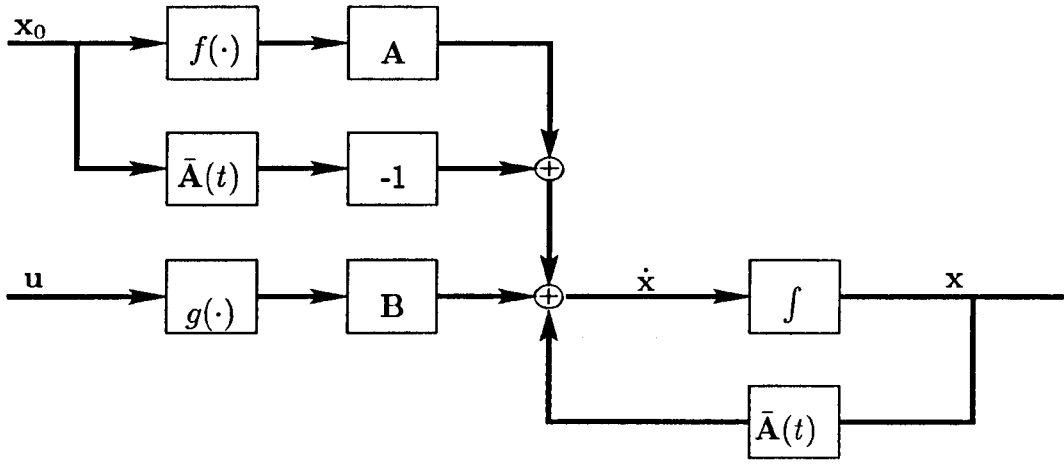 x₀
f(·)
A
Ā(t)
-1
+
u
g(·)
B
+
ẋ
∫
x
Ā(t)